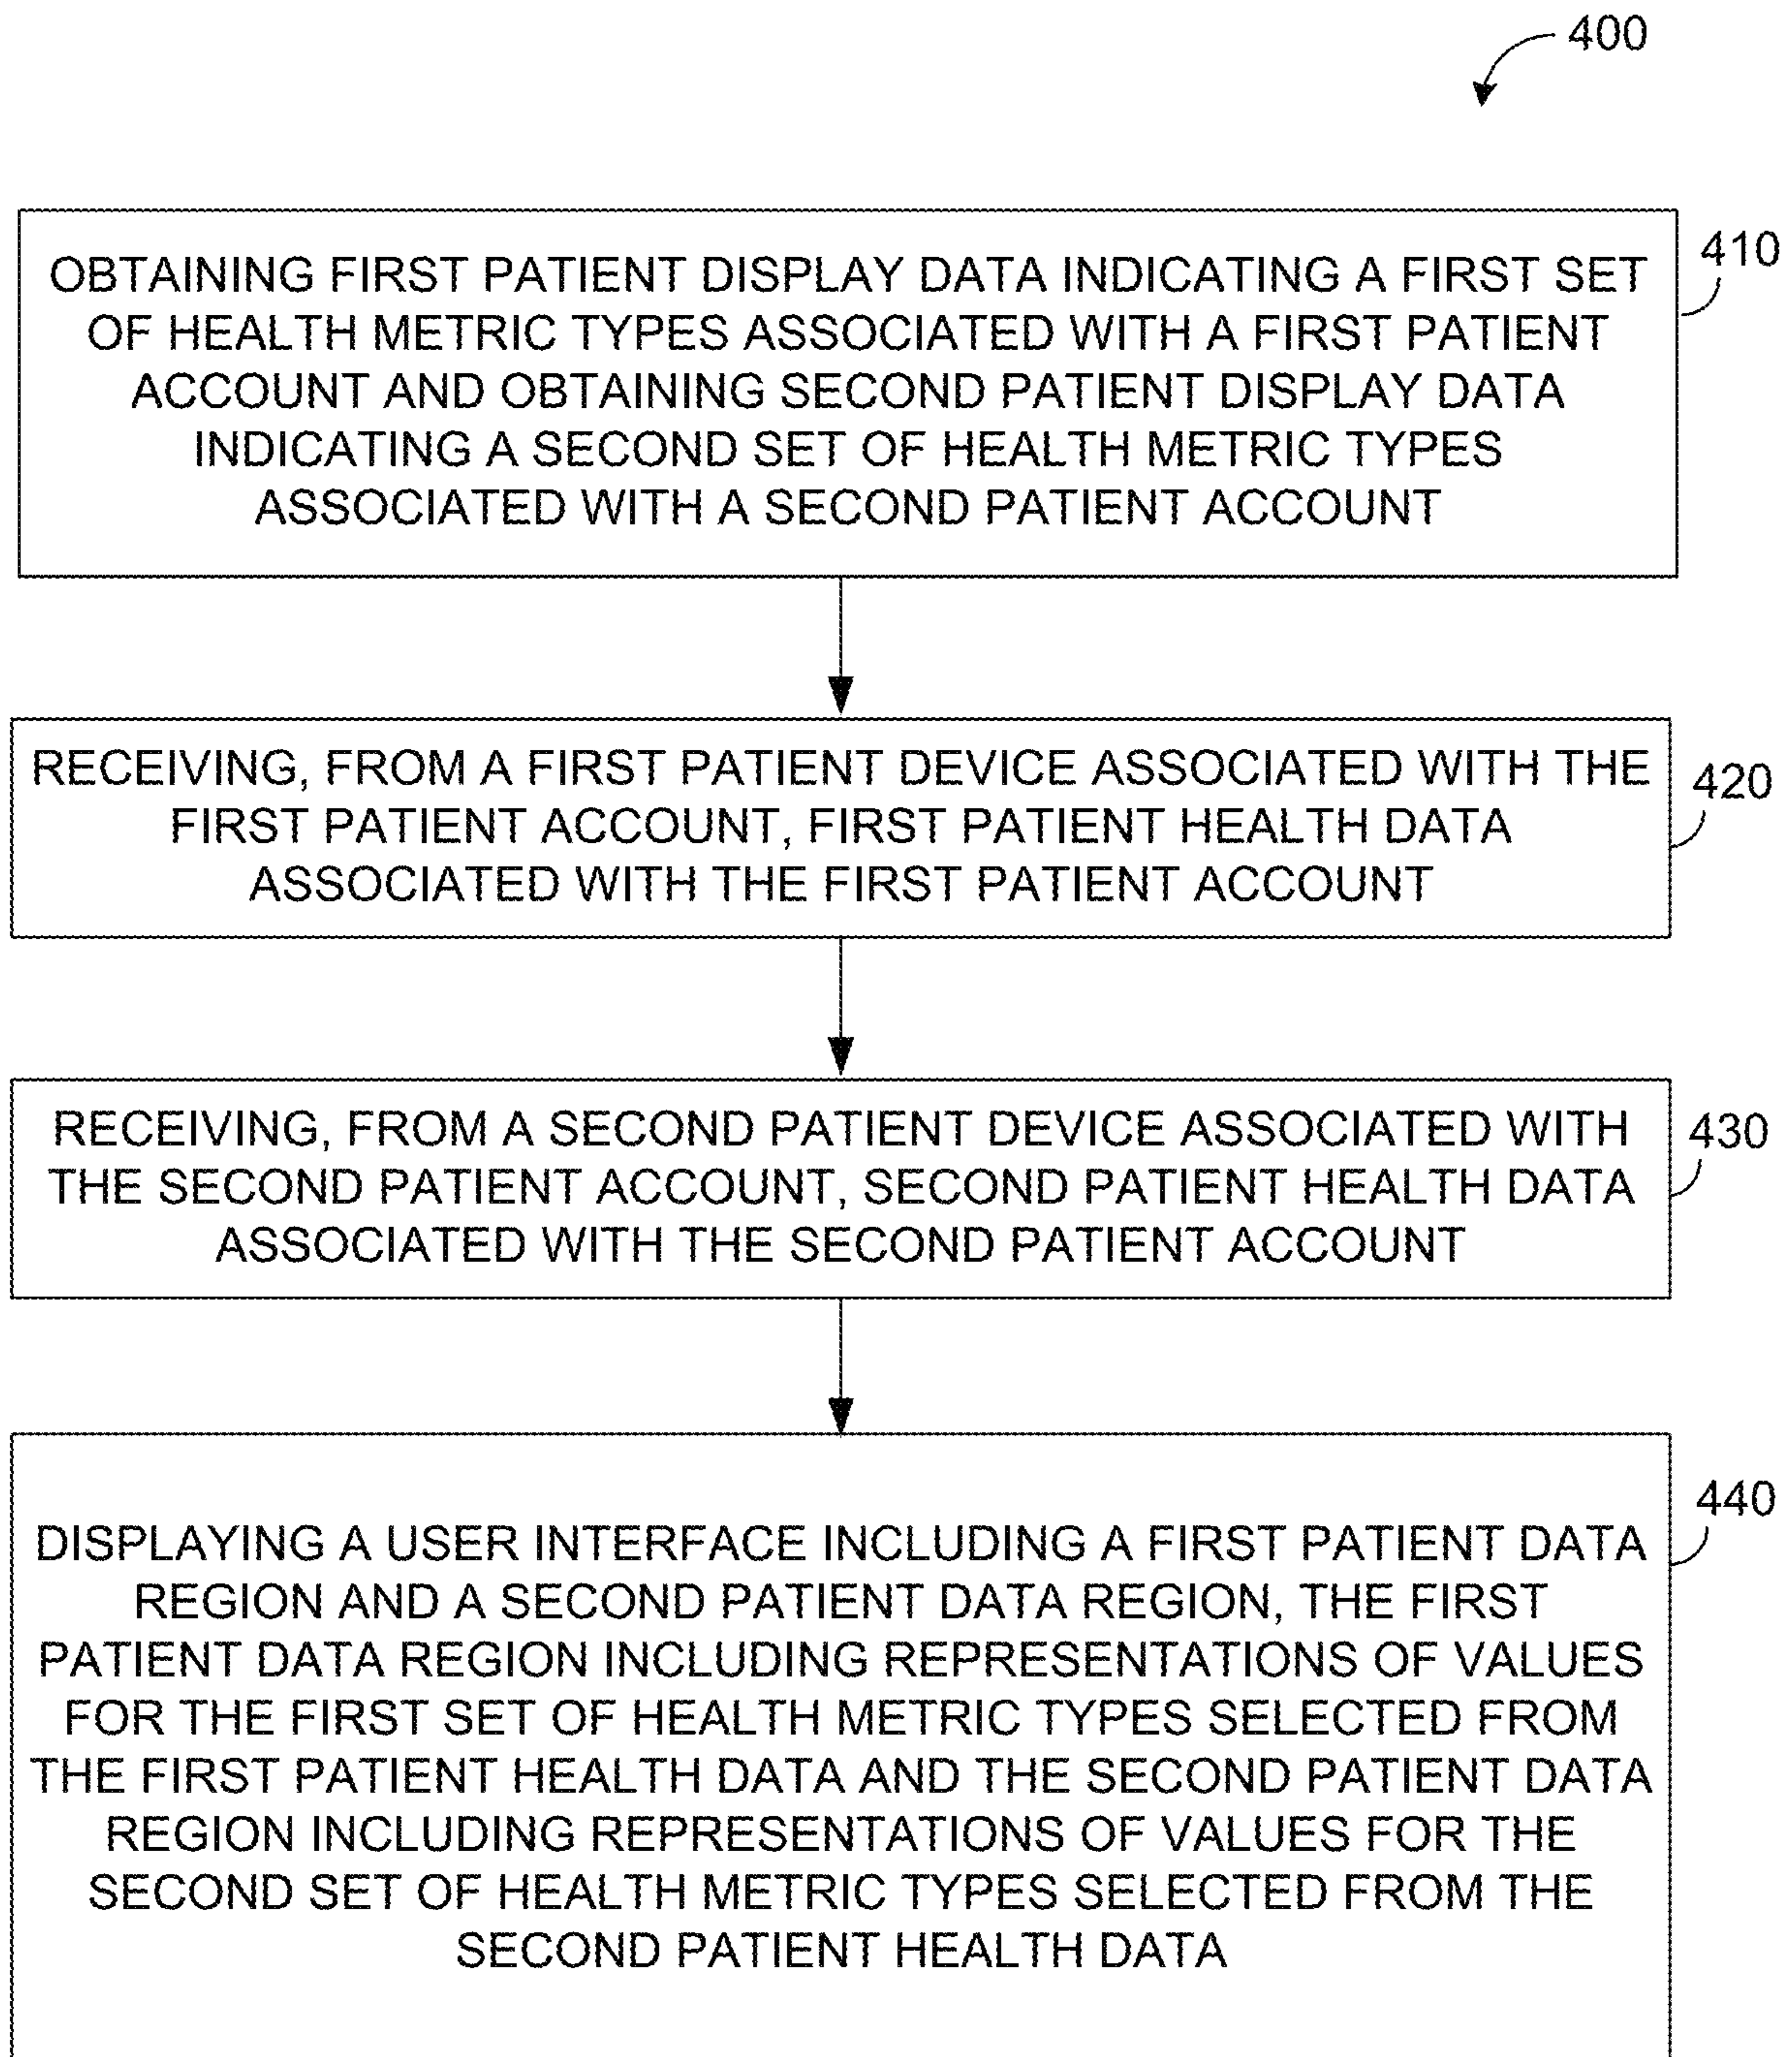 400
410
OBTAINING FIRST PATIENT DISPLAY DATA INDICATING A FIRST SET
OF HEALTH METRIC TYPES ASSOCIATED WITH A FIRST PATIENT
ACCOUNT AND OBTAINING SECOND PATIENT DISPLAY DATA
INDICATING A SECOND SET OF HEALTH METRIC TYPES
ASSOCIATED WITH A SECOND PATIENT ACCOUNT
420
RECEIVING, FROM A FIRST PATIENT DEVICE ASSOCIATED WITH THE
FIRST PATIENT ACCOUNT, FIRST PATIENT HEALTH DATA
ASSOCIATED WITH THE FIRST PATIENT ACCOUNT
430
RECEIVING, FROM A SECOND PATIENT DEVICE ASSOCIATED WITH
THE SECOND PATIENT ACCOUNT, SECOND PATIENT HEALTH DATA
ASSOCIATED WITH THE SECOND PATIENT ACCOUNT
440
DISPLAYING A USER INTERFACE INCLUDING A FIRST PATIENT DATA
REGION AND A SECOND PATIENT DATA REGION, THE FIRST
PATIENT DATA REGION INCLUDING REPRESENTATIONS OF VALUES
FOR THE FIRST SET OF HEALTH METRIC TYPES SELECTED FROM
THE FIRST PATIENT HEALTH DATA AND THE SECOND PATIENT DATA
REGION INCLUDING REPRESENTATIONS OF VALUES FOR THE
SECOND SET OF HEALTH METRIC TYPES SELECTED FROM THE
SECOND PATIENT HEALTH DATA